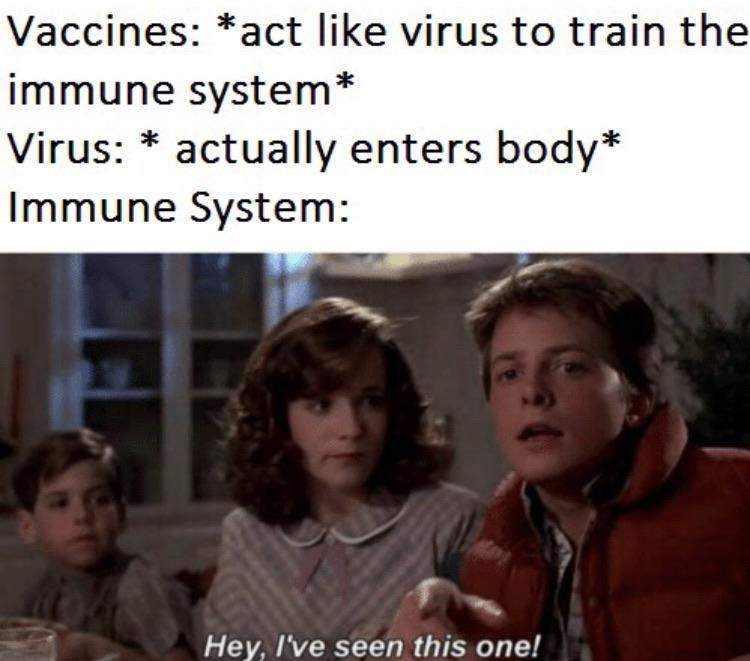 Vaccines: *act like virus to train the
immune system*
Virus: * actually enters body*
Immune System:
Hey, I've seen this one!